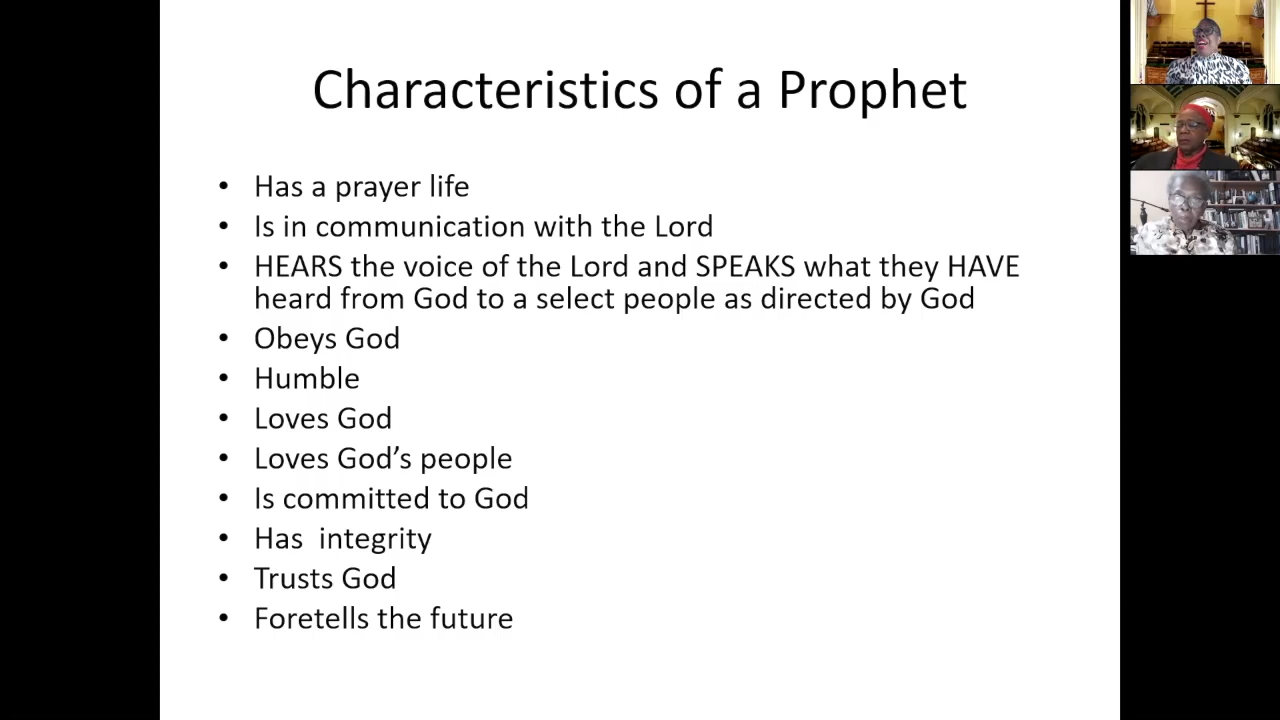 Characteristics of a Prophet
• Has a prayer life
• Is in communication with the Lord
• HEARS the voice of the Lord and SPEAKS what they HAVE
heard from God to a select people as directed by God
• Obeys God
• Humble
• Loves God
• Loves God’s people
• Is committed to God
• Has  integrity
• Trusts God
• Foretells the future